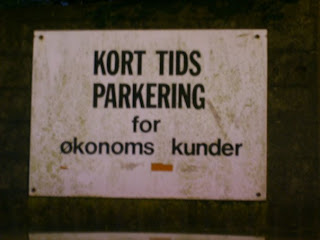 KORT TIDS
PARKERING
for
økonoms kunder